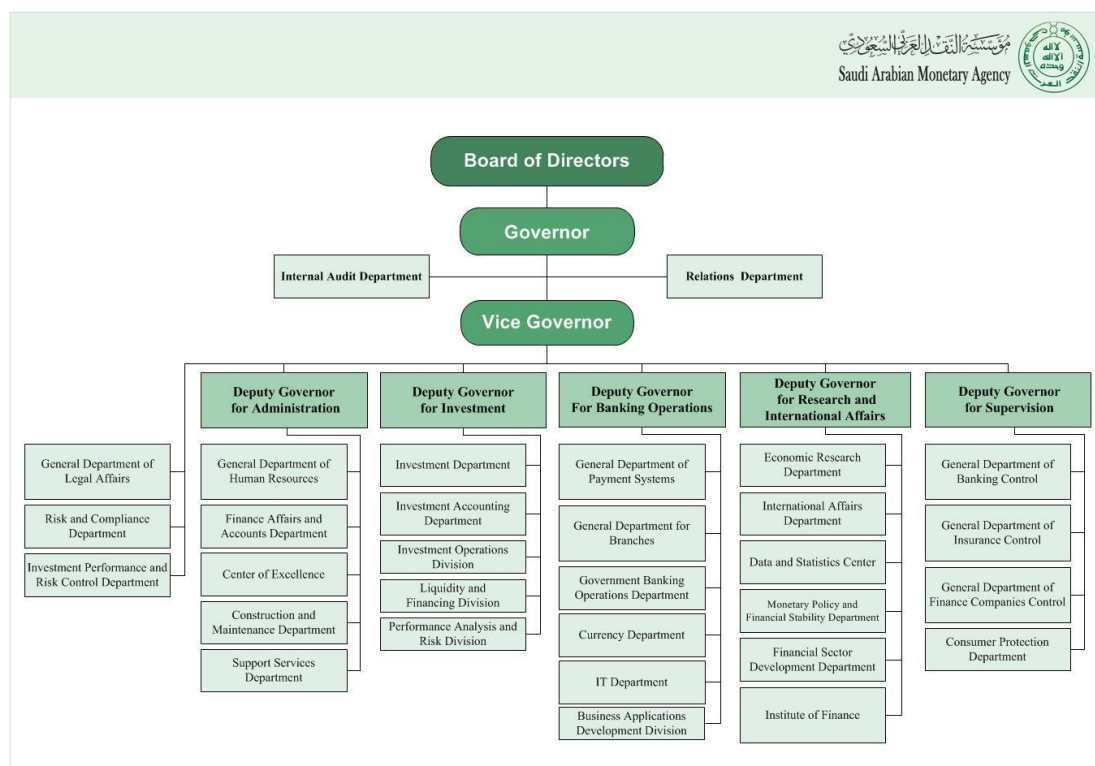 مؤسسة النقد العربي السعودي
Saudi Arabian Monetary Agency
Board of Directors
Governor
Internal Audit Department
Relations Department
Vice Governor
Deputy Governor
for Administration
Deputy Governor
for Investment
Deputy Governor
For Banking Operations
Deputy Governor
for Research and
International Affairs
Deputy Governor
for Supervision
General Department of
Legal Affairs
Risk and Compliance
Department
Investment Performance and
Risk Control Department
General Department of
Human Resources
Finance Affairs and
Accounts Department
Center of Excellence
Construction and
Maintenance Department
Support Services
Department
Investment Department
Investment Accounting
Department
Investment Operations
Division
Liquidity and
Financing Division
Performance Analysis and
Risk Division
General Department of
Payment Systems
General Department for
Branches
Government Banking
Operations Department
Currency Department
IT Department
Business Applications
Development Division
Economic Research
Department
International Affairs
Department
Data and Statistics Center
Monetary Policy and
Financial Stability Department
Financial Sector
Development Department
Institute of Finance
General Department of
Banking Control
General Department of
Insurance Control
General Department of
Finance Companies Control
Consumer Protection
Department